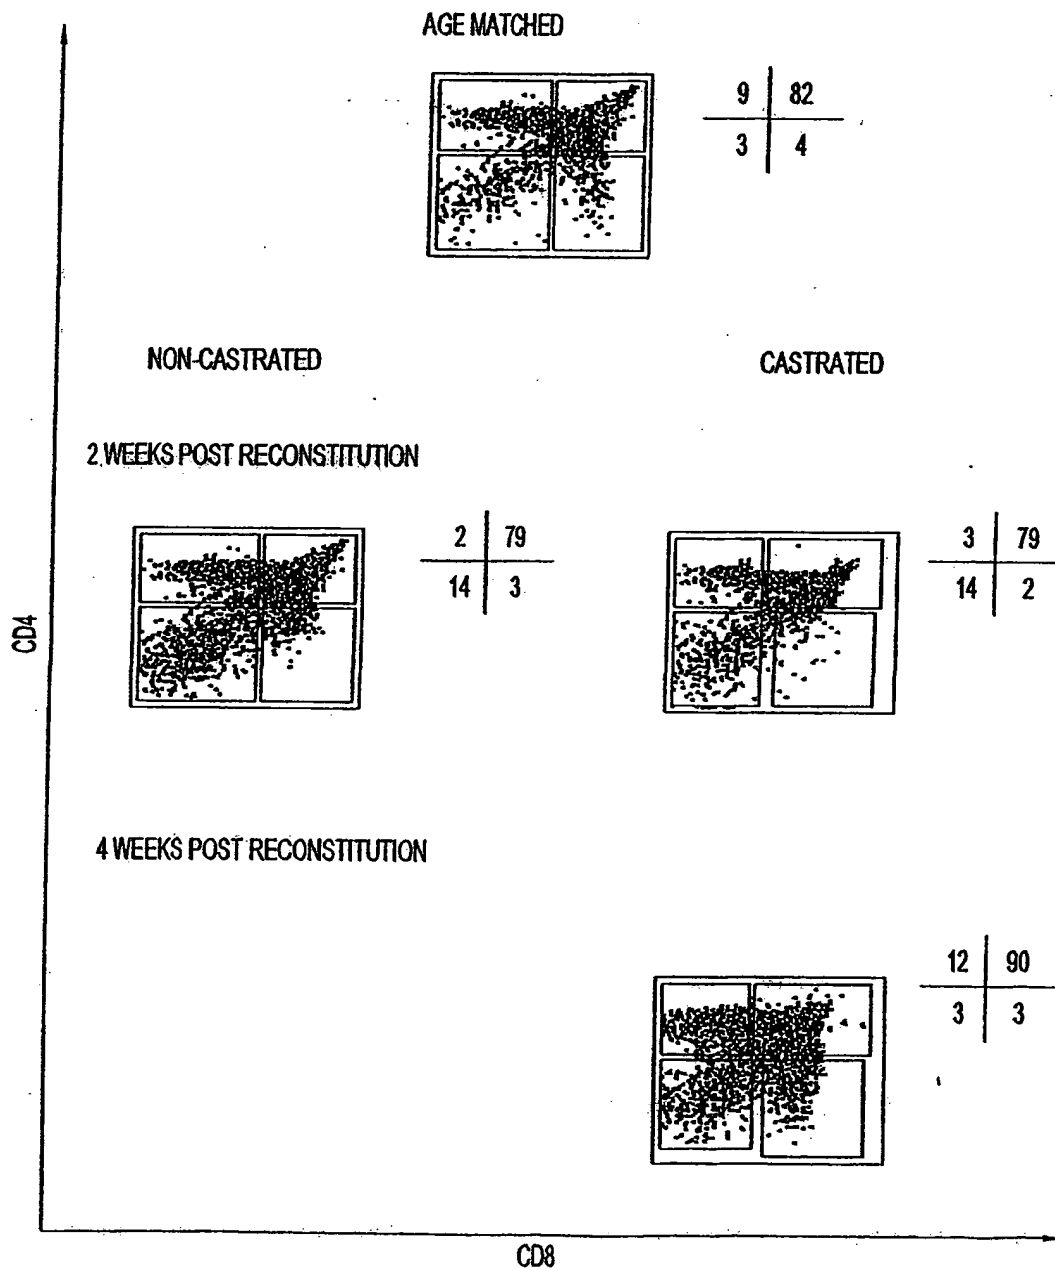 AGE MATCHED
9 82
3 4
NON-CASTRATED
CASTRATED
2 WEEKS POST RECONSTITUTION
2 79
14 3
3 79
14 2
CD4
4 WEEKS POST RECONSTITUTION
12 90
3 3
CD8